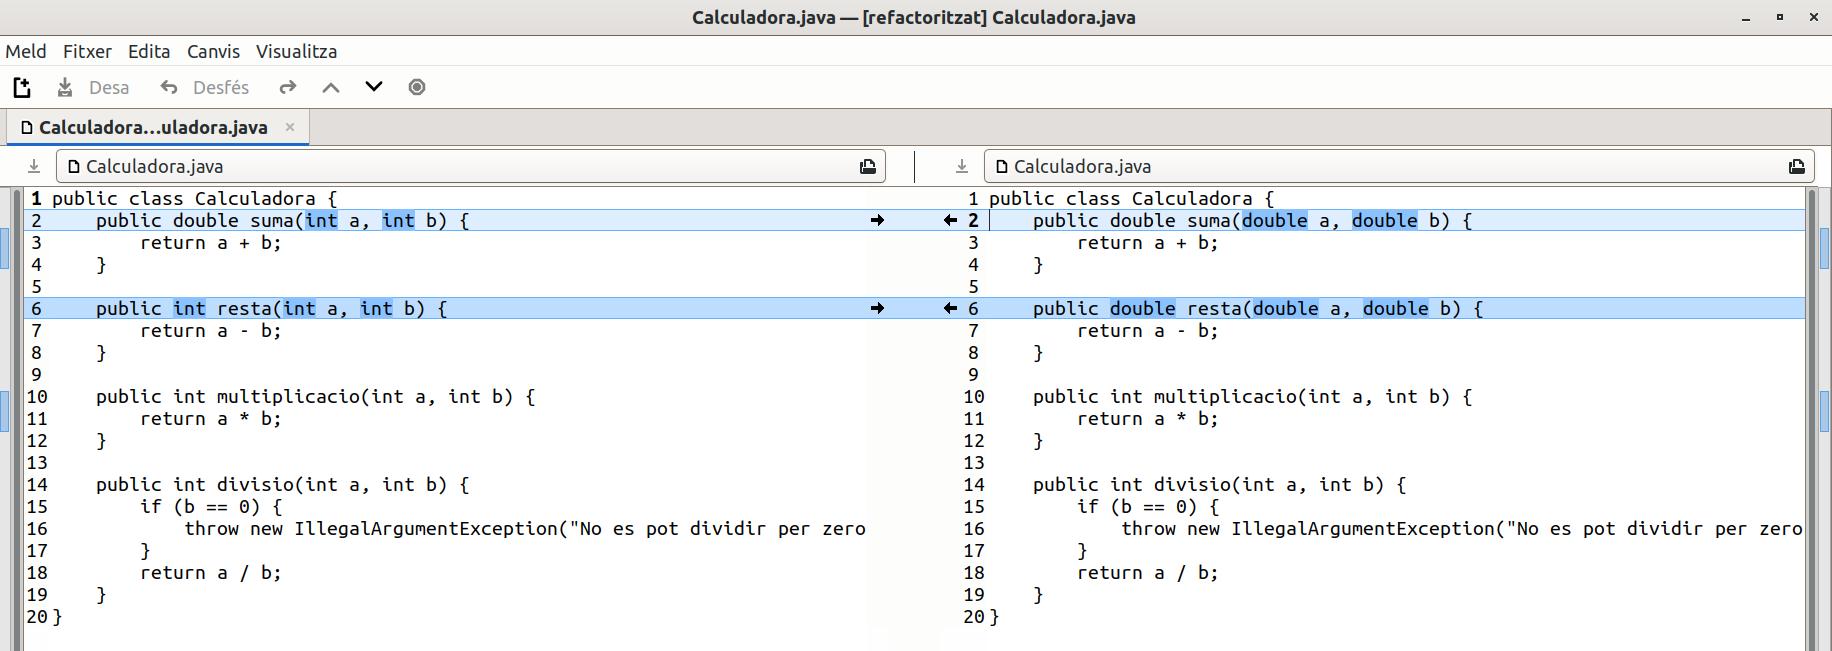 Calculadora.java — [refactoritzat] Calculadora.java
Meld Fitxer Edita Canvis Visualitza
Desa Desfés
Calculadora…uladora.java
Calculadora.java
1 public class Calculadora {
2     public double suma(int a, int b) {
3         return a + b;
4     }
5
6     public int resta(int a, int b) {
7         return a - b;
8     }
9
10     public int multiplicacio(int a, int b) {
11         return a * b;
12     }
13
14     public int divisio(int a, int b) {
15         if (b == 0) {
16             throw new IllegalArgumentException("No es pot dividir per zero
17         }
18         return a / b;
19     }
20 }
Calculadora.java
1 public class Calculadora {
2     public double suma(double a, double b) {
3         return a + b;
4     }
5
6     public double resta(double a, double b) {
7         return a - b;
8     }
9
10     public int multiplicacio(int a, int b) {
11         return a * b;
12     }
13
14     public int divisio(int a, int b) {
15         if (b == 0) {
16             throw new IllegalArgumentException("No es pot dividir per zero
17         }
18         return a / b;
19     }
20 }